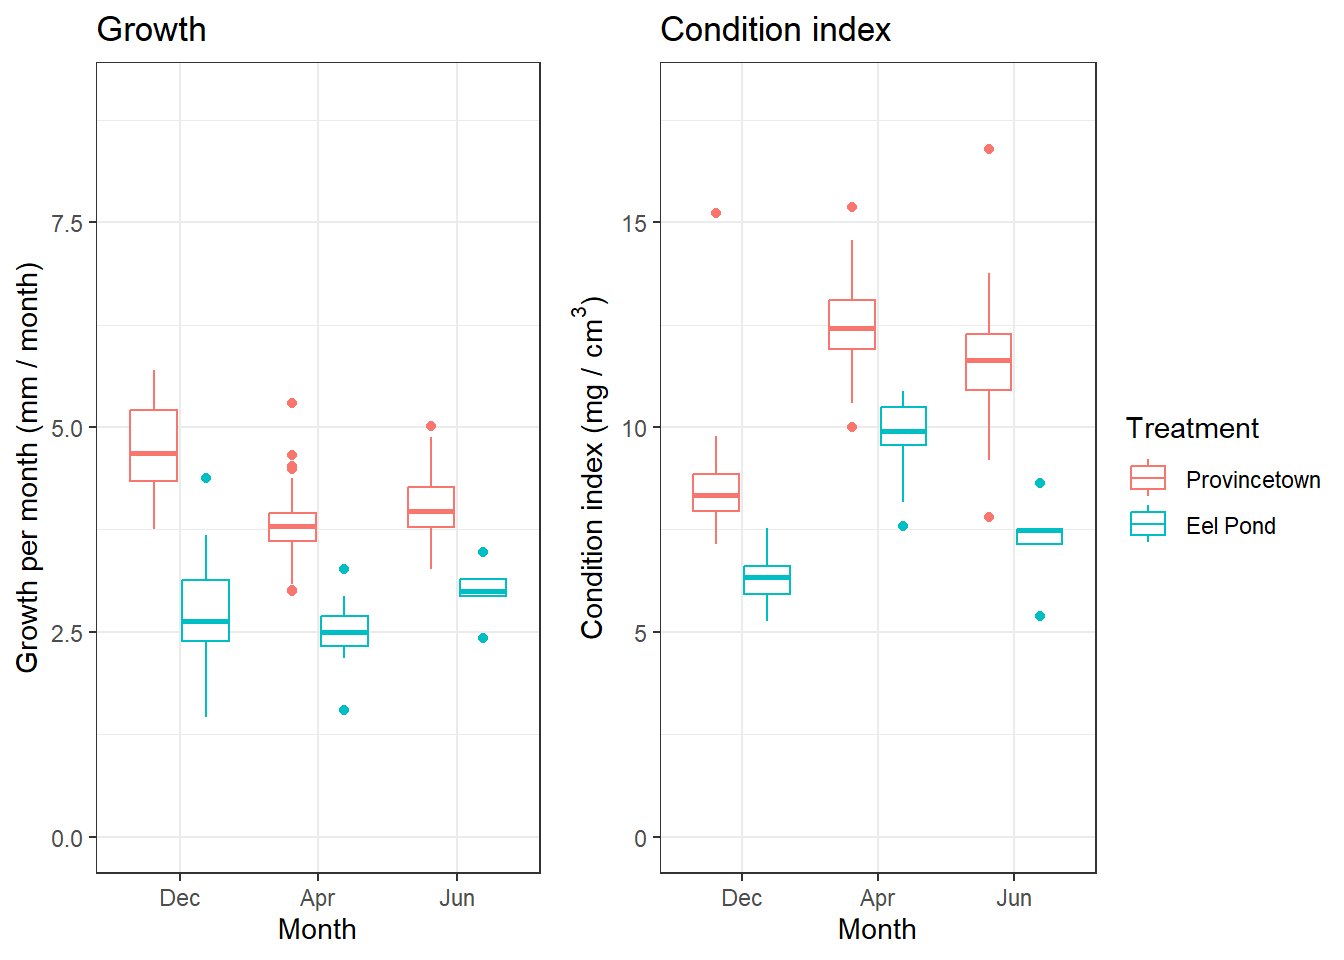 Growth
Growth per month (mm / month)
7.5
5.0
2.5
0.0
Dec Apr Jun
Month
Condition index
Condition index (mg / cm³)
15
10
5
0
Dec Apr Jun
Month
Treatment
Provincetown
Eel Pond